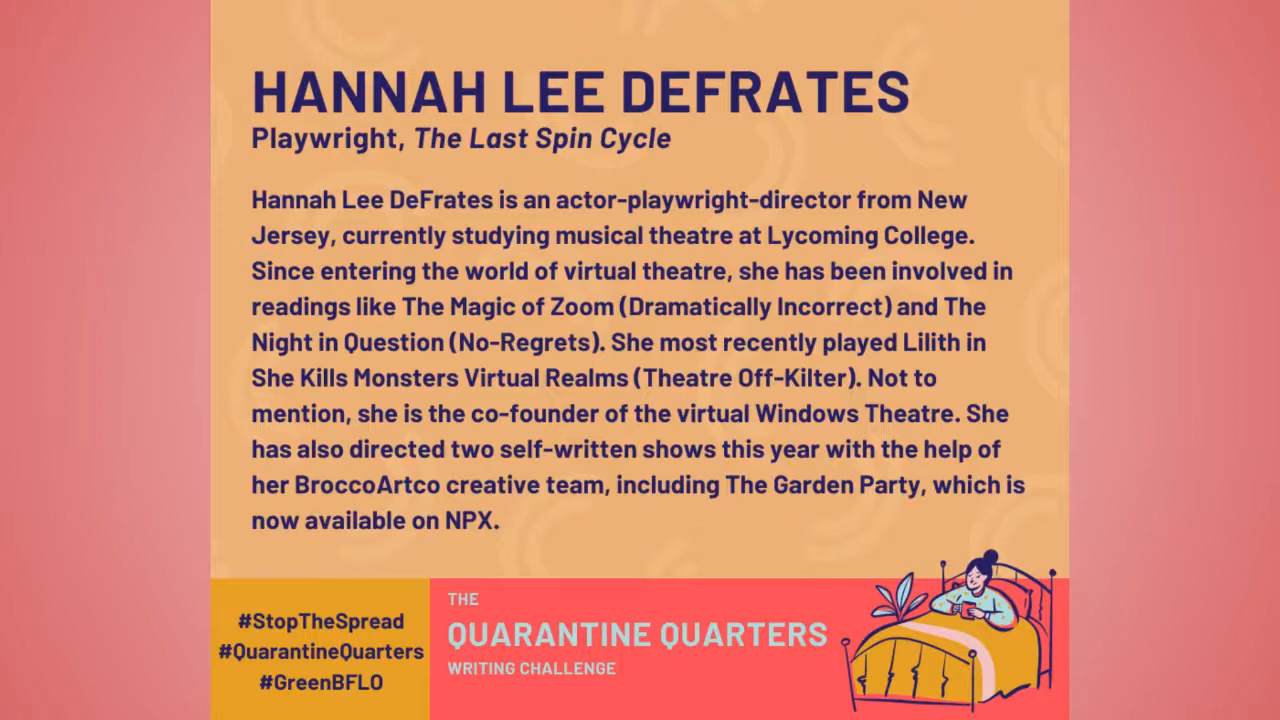 HANNAH LEE DEFRATES
Playwright, The Last Spin Cycle
Hannah Lee DeFrates is an actor-playwright-director from New
Jersey, currently studying musical theatre at Lycoming College.
Since entering the world of virtual theatre, she has been involved in
readings like The Magic of Zoom (Dramatically Incorrect) and The
Night in Question (No-Regrets). She most recently played Lilith in
She Kills Monsters Virtual Realms (Theatre Off-Kilter). Not to
mention, she is the co-founder of the virtual Windows Theatre. She
has also directed two self-written shows this year with the help of
her BroccoArtco creative team, including The Garden Party, which is
now available on NPX.
#StopTheSpread
#QuarantineQuarters
#GreenBFLO
THE
QUARANTINE QUARTERS
WRITING CHALLENGE